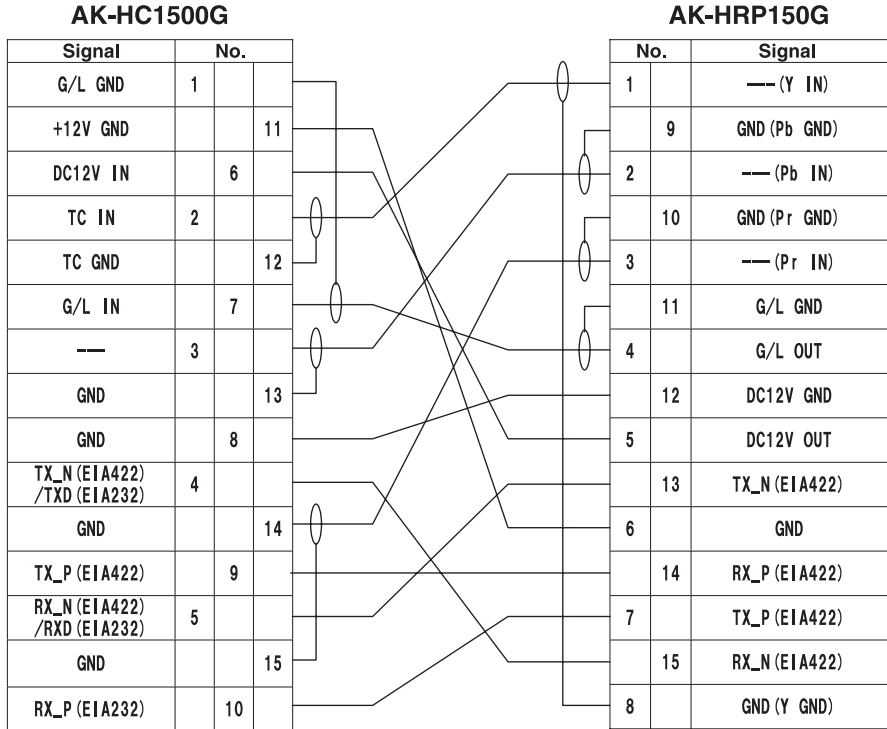 AK-HC1500G
AK-HRP150G
Signal No.
G/L GND 1
+12V GND 11
DC12V IN 6
TC IN 2
TC GND 12
G/L IN 7
--- 3
GND 13
GND 8
TX_N(EIA422)
/TXD(EIA232) 4
GND 14
TX_P(EIA422) 9
RX_N(EIA422)
/RXD(EIA232) 5
GND 15
RX_P(EIA232) 10
No. Signal
1 ---(Y IN)
9 GND(Pb GND)
2 ---(Pb IN)
10 GND(Pr GND)
3 ---(Pr IN)
11 G/L GND
4 G/L OUT
12 DC12V GND
5 DC12V OUT
13 TX_N(EIA422)
6 GND
14 RX_P(EIA422)
7 TX_P(EIA422)
15 RX_N(EIA422)
8 GND(Y GND)